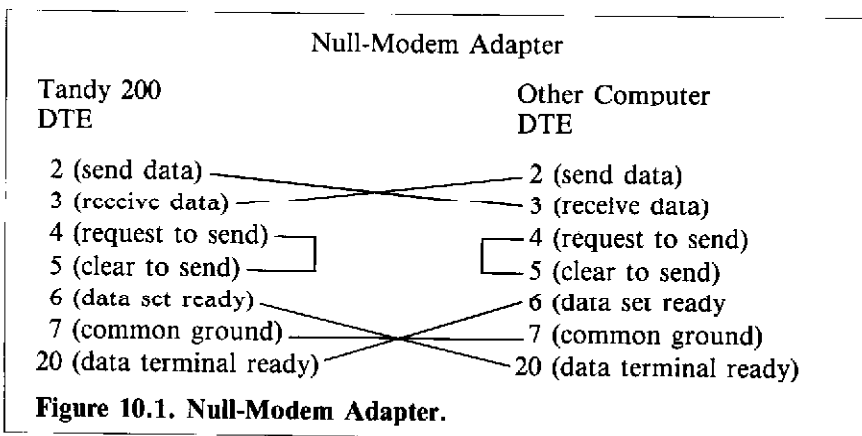 Null-Modem Adapter
Tandy 200
DTE
Other Computer
DTE
2 (send data)
3 (receive data)
4 (request to send)
5 (clear to send)
6 (data set ready)
7 (common ground)
20 (data terminal ready)
2 (send data)
3 (receive data)
4 (request to send)
5 (clear to send)
6 (data set ready
7 (common ground)
20 (data terminal ready)
Figure 10.1. Null-Modem Adapter.